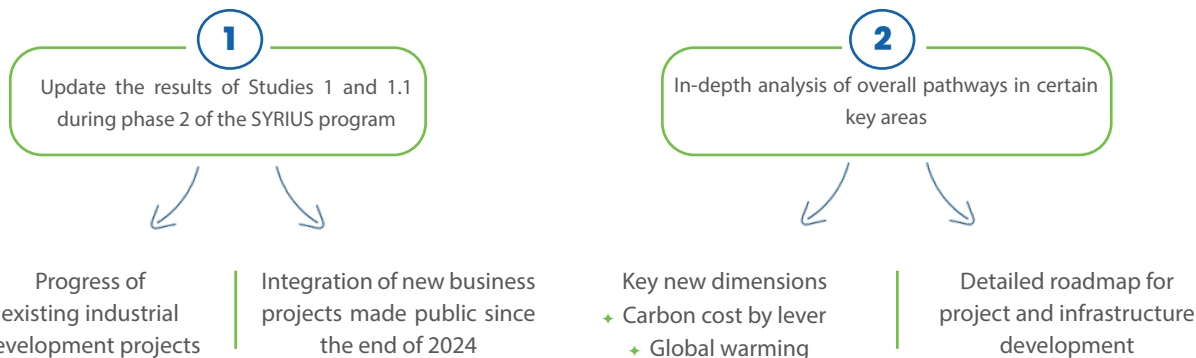 1
Update the results of Studies 1 and 1.1
during phase 2 of the SYRIUS program
Progress of
existing industrial
development projects
Integration of new business
projects made public since
the end of 2024
2
In-depth analysis of overall pathways in certain
key areas
Key new dimensions
Carbon cost by lever
Global warming
Detailed roadmap for
project and infrastructure
development